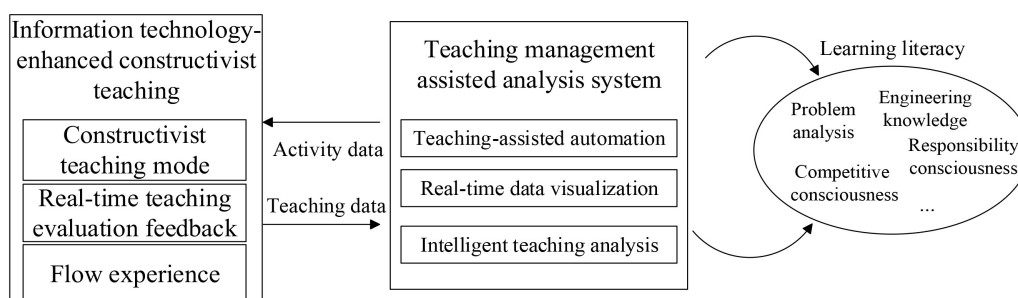 Information technology-
enhanced constructivist
teaching
Constructivist
teaching mode
Real-time teaching
evaluation feedback
Flow experience
Activity data
Teaching data
Teaching management
assisted analysis system
Teaching-assisted automation
Real-time data visualization
Intelligent teaching analysis
Learning literacy
Problem
analysis
Engineering
knowledge
Responsibility
consciousness
Competitive
consciousness
...